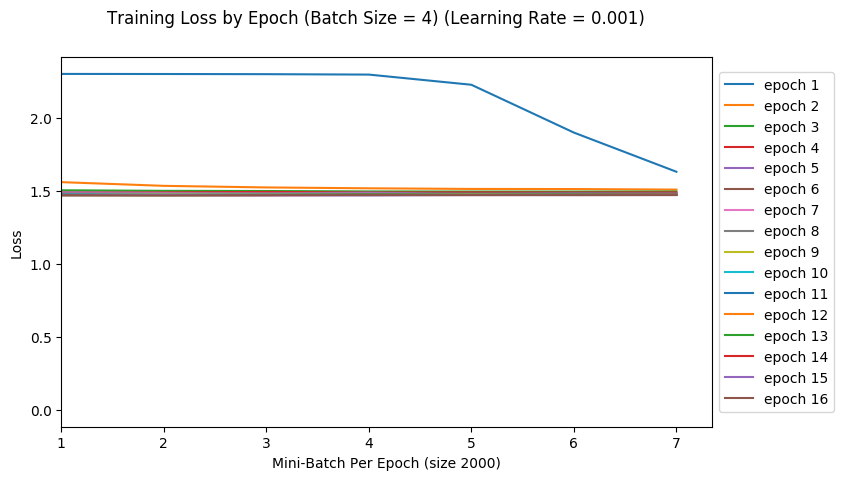 Training Loss by Epoch (Batch Size = 4) (Learning Rate = 0.001)
2.0
1.5
1.0
0.5
0.0
Loss
1 2 3 4 5 6 7
Mini-Batch Per Epoch (size 2000)
epoch 1
epoch 2
epoch 3
epoch 4
epoch 5
epoch 6
epoch 7
epoch 8
epoch 9
epoch 10
epoch 11
epoch 12
epoch 13
epoch 14
epoch 15
epoch 16